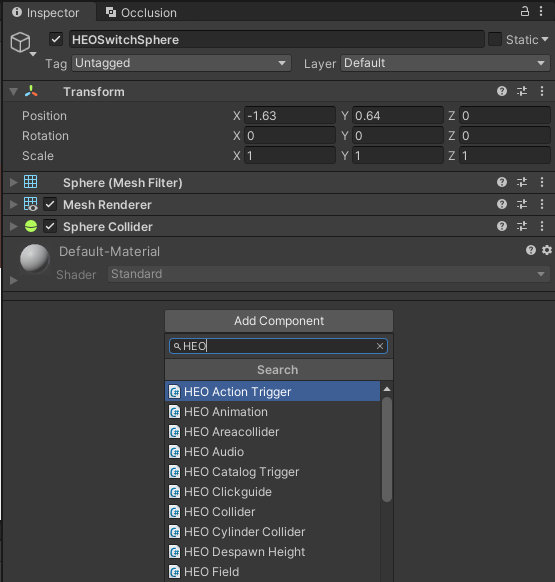 Inspector Occlusion
HEOSwitchSphere Static
Tag Untagged Layer Default
Transform
Position X -1.63 Y 0.64 Z 0
Rotation X 0 Y 0 Z 0
Scale X 1 Y 1 Z 1
Sphere (Mesh Filter)
Mesh Renderer
Sphere Collider
Default-Material
Shader Standard
Add Component
HEO
Search
HEO Action Trigger
HEO Animation
HEO Areacollider
HEO Audio
HEO Catalog Trigger
HEO Clickguide
HEO Collider
HEO Cylinder Collider
HEO Despawn Height
HEO Field